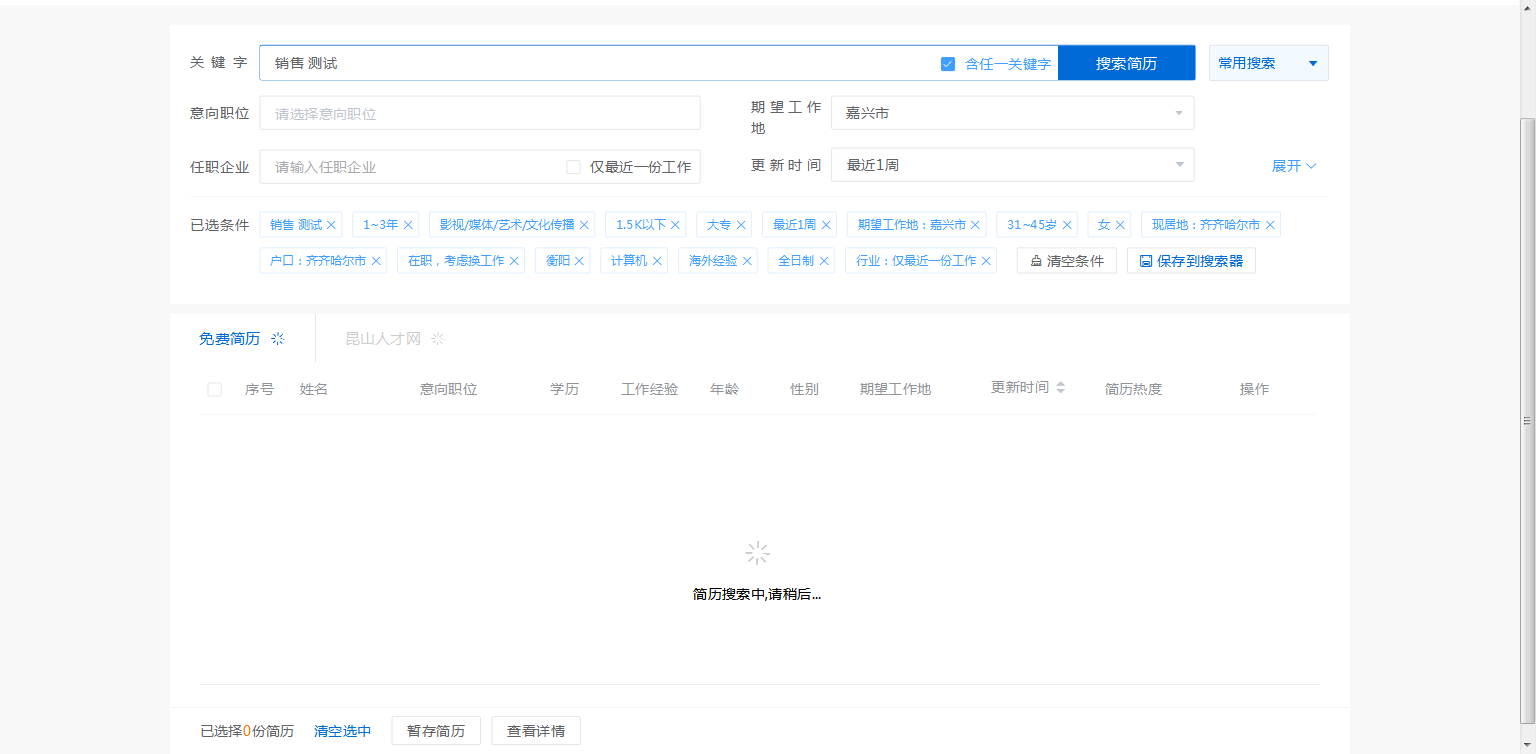 关键字 销售 测试 含任一关键字 搜索简历 常用搜索
意向职位 请选择意向职位 期望工作地 嘉兴市
任职企业 请输入任职企业 仅最近一份工作 更新时间 最近1周 展开
已选条件 销售 测试 1~3年 影视/媒体/艺术/文化传播 1.5K以下 大专 最近1周 期望工作地：嘉兴市 31~45岁 女 现居地：齐齐哈尔市
户口：齐齐哈尔市 在职，考虑换工作 衡阳 计算机 海外经验 全日制 行业：仅最近一份工作 清空条件 保存到搜索器
免费简历 昆山人才网
序号 姓名 意向职位 学历 工作经验 年龄 性别 期望工作地 更新时间 简历热度 操作
简历搜索中,请稍后...
已选择0份简历 清空选中 暂存简历 查看详情